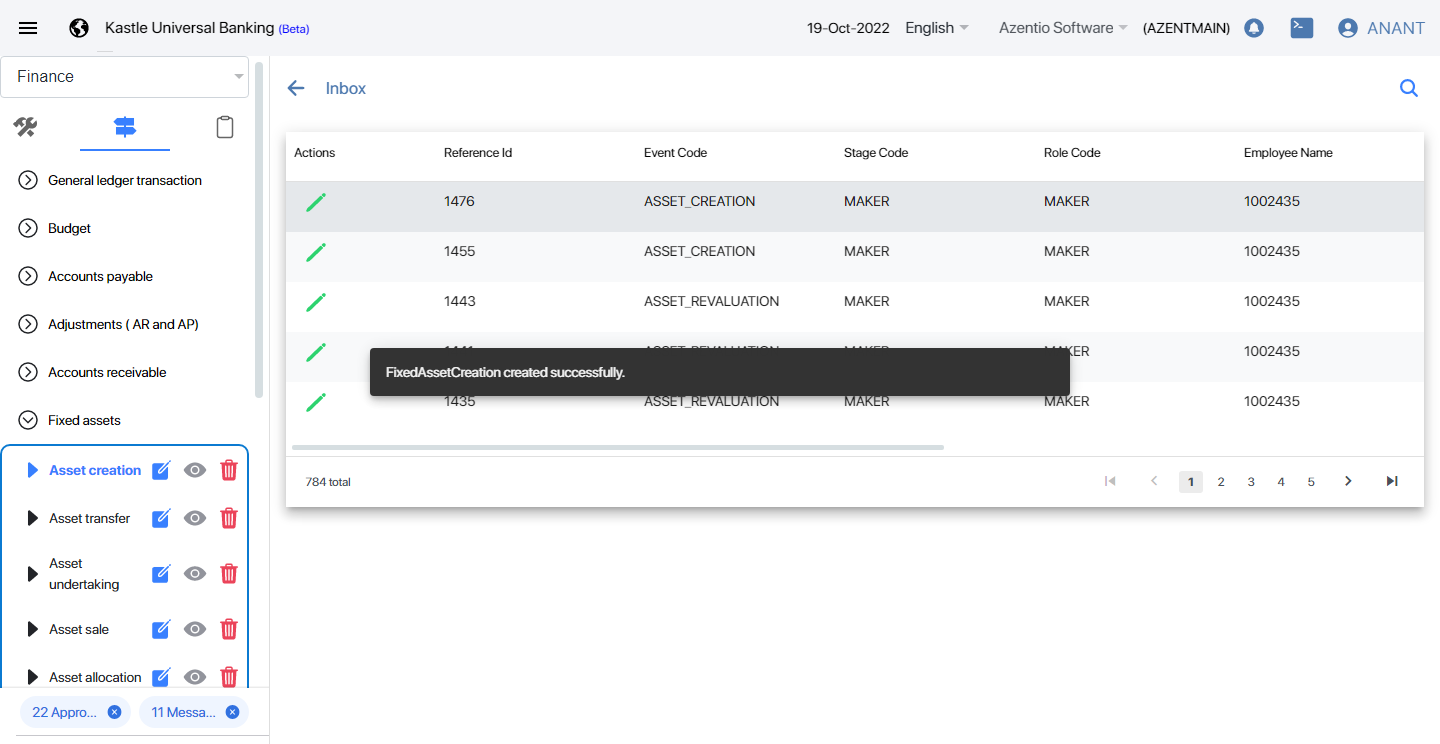 Kastle Universal Banking (Beta)
19-Oct-2022 English Azentio Software (AZENTMAIN) ANANT
Finance
General ledger transaction
Budget
Accounts payable
Adjustments ( AR and AP)
Accounts receivable
Fixed assets
Asset creation
Asset transfer
Asset
undertaking
Asset sale
Asset allocation
22 Appro... 11 Messa...
Inbox
Actions Reference Id Event Code Stage Code Role Code Employee Name
1476 ASSET_CREATION MAKER MAKER 1002435
1455 ASSET_CREATION MAKER MAKER 1002435
1443 ASSET_REVALUATION MAKER MAKER 1002435
1002435
FixedAssetCreation created successfully.
1435 ASSET_REVALUATION MAKER MAKER 1002435
784 total 1 2 3 4 5